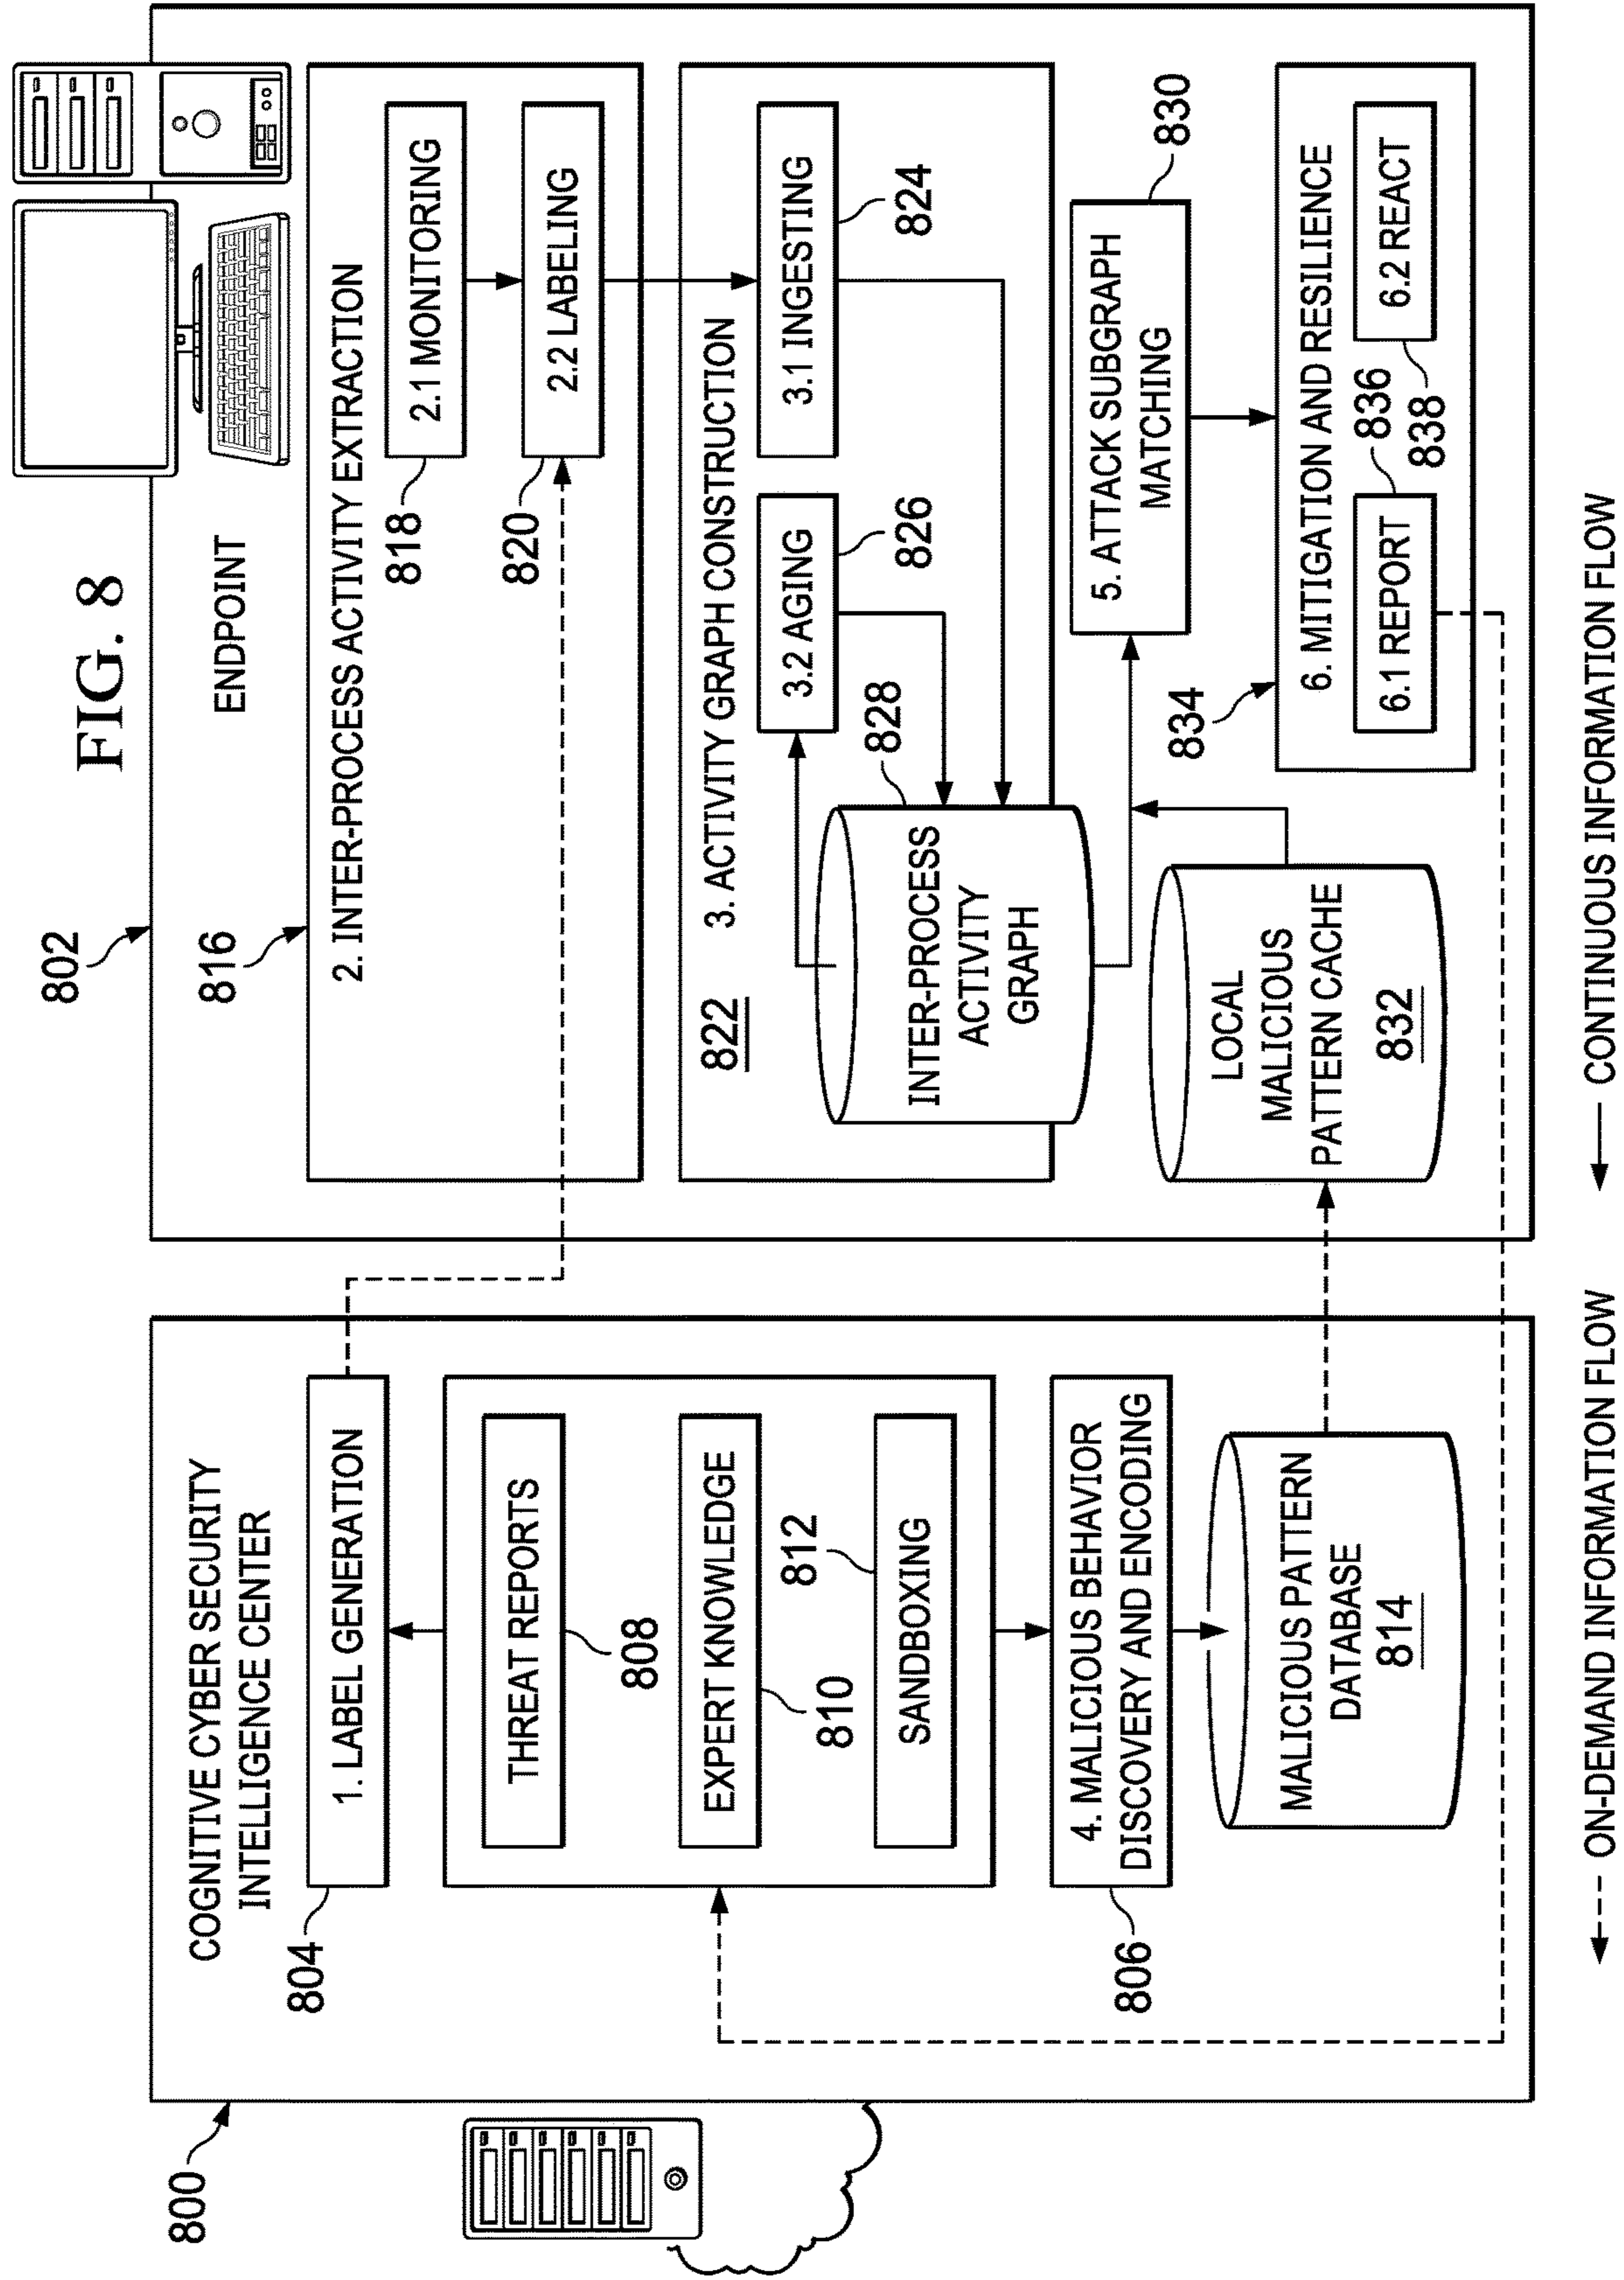 FIG. 8
800
COGNITIVE CYBER SECURITY
INTELLIGENCE CENTER
804
1. LABEL GENERATION
THREAT REPORTS
808
EXPERT KNOWLEDGE
810
812
SANDBOXING
806
4. MALICIOUS BEHAVIOR
DISCOVERY AND ENCODING
MALICIOUS PATTERN
DATABASE
814
802
ENDPOINT
816
2. INTER-PROCESS ACTIVITY EXTRACTION
2.1 MONITORING
818
2.2 LABELING
820
3. ACTIVITY GRAPH CONSTRUCTION
822
3.2 AGING
826
3.1 INGESTING
824
828
INTER-PROCESS
ACTIVITY
GRAPH
5. ATTACK SUBGRAPH
MATCHING
830
LOCAL
MALICIOUS
PATTERN CACHE
832
834
6. MITIGATION AND RESILIENCE
6.1 REPORT
836
6.2 REACT
838
ON-DEMAND INFORMATION FLOW
CONTINUOUS INFORMATION FLOW